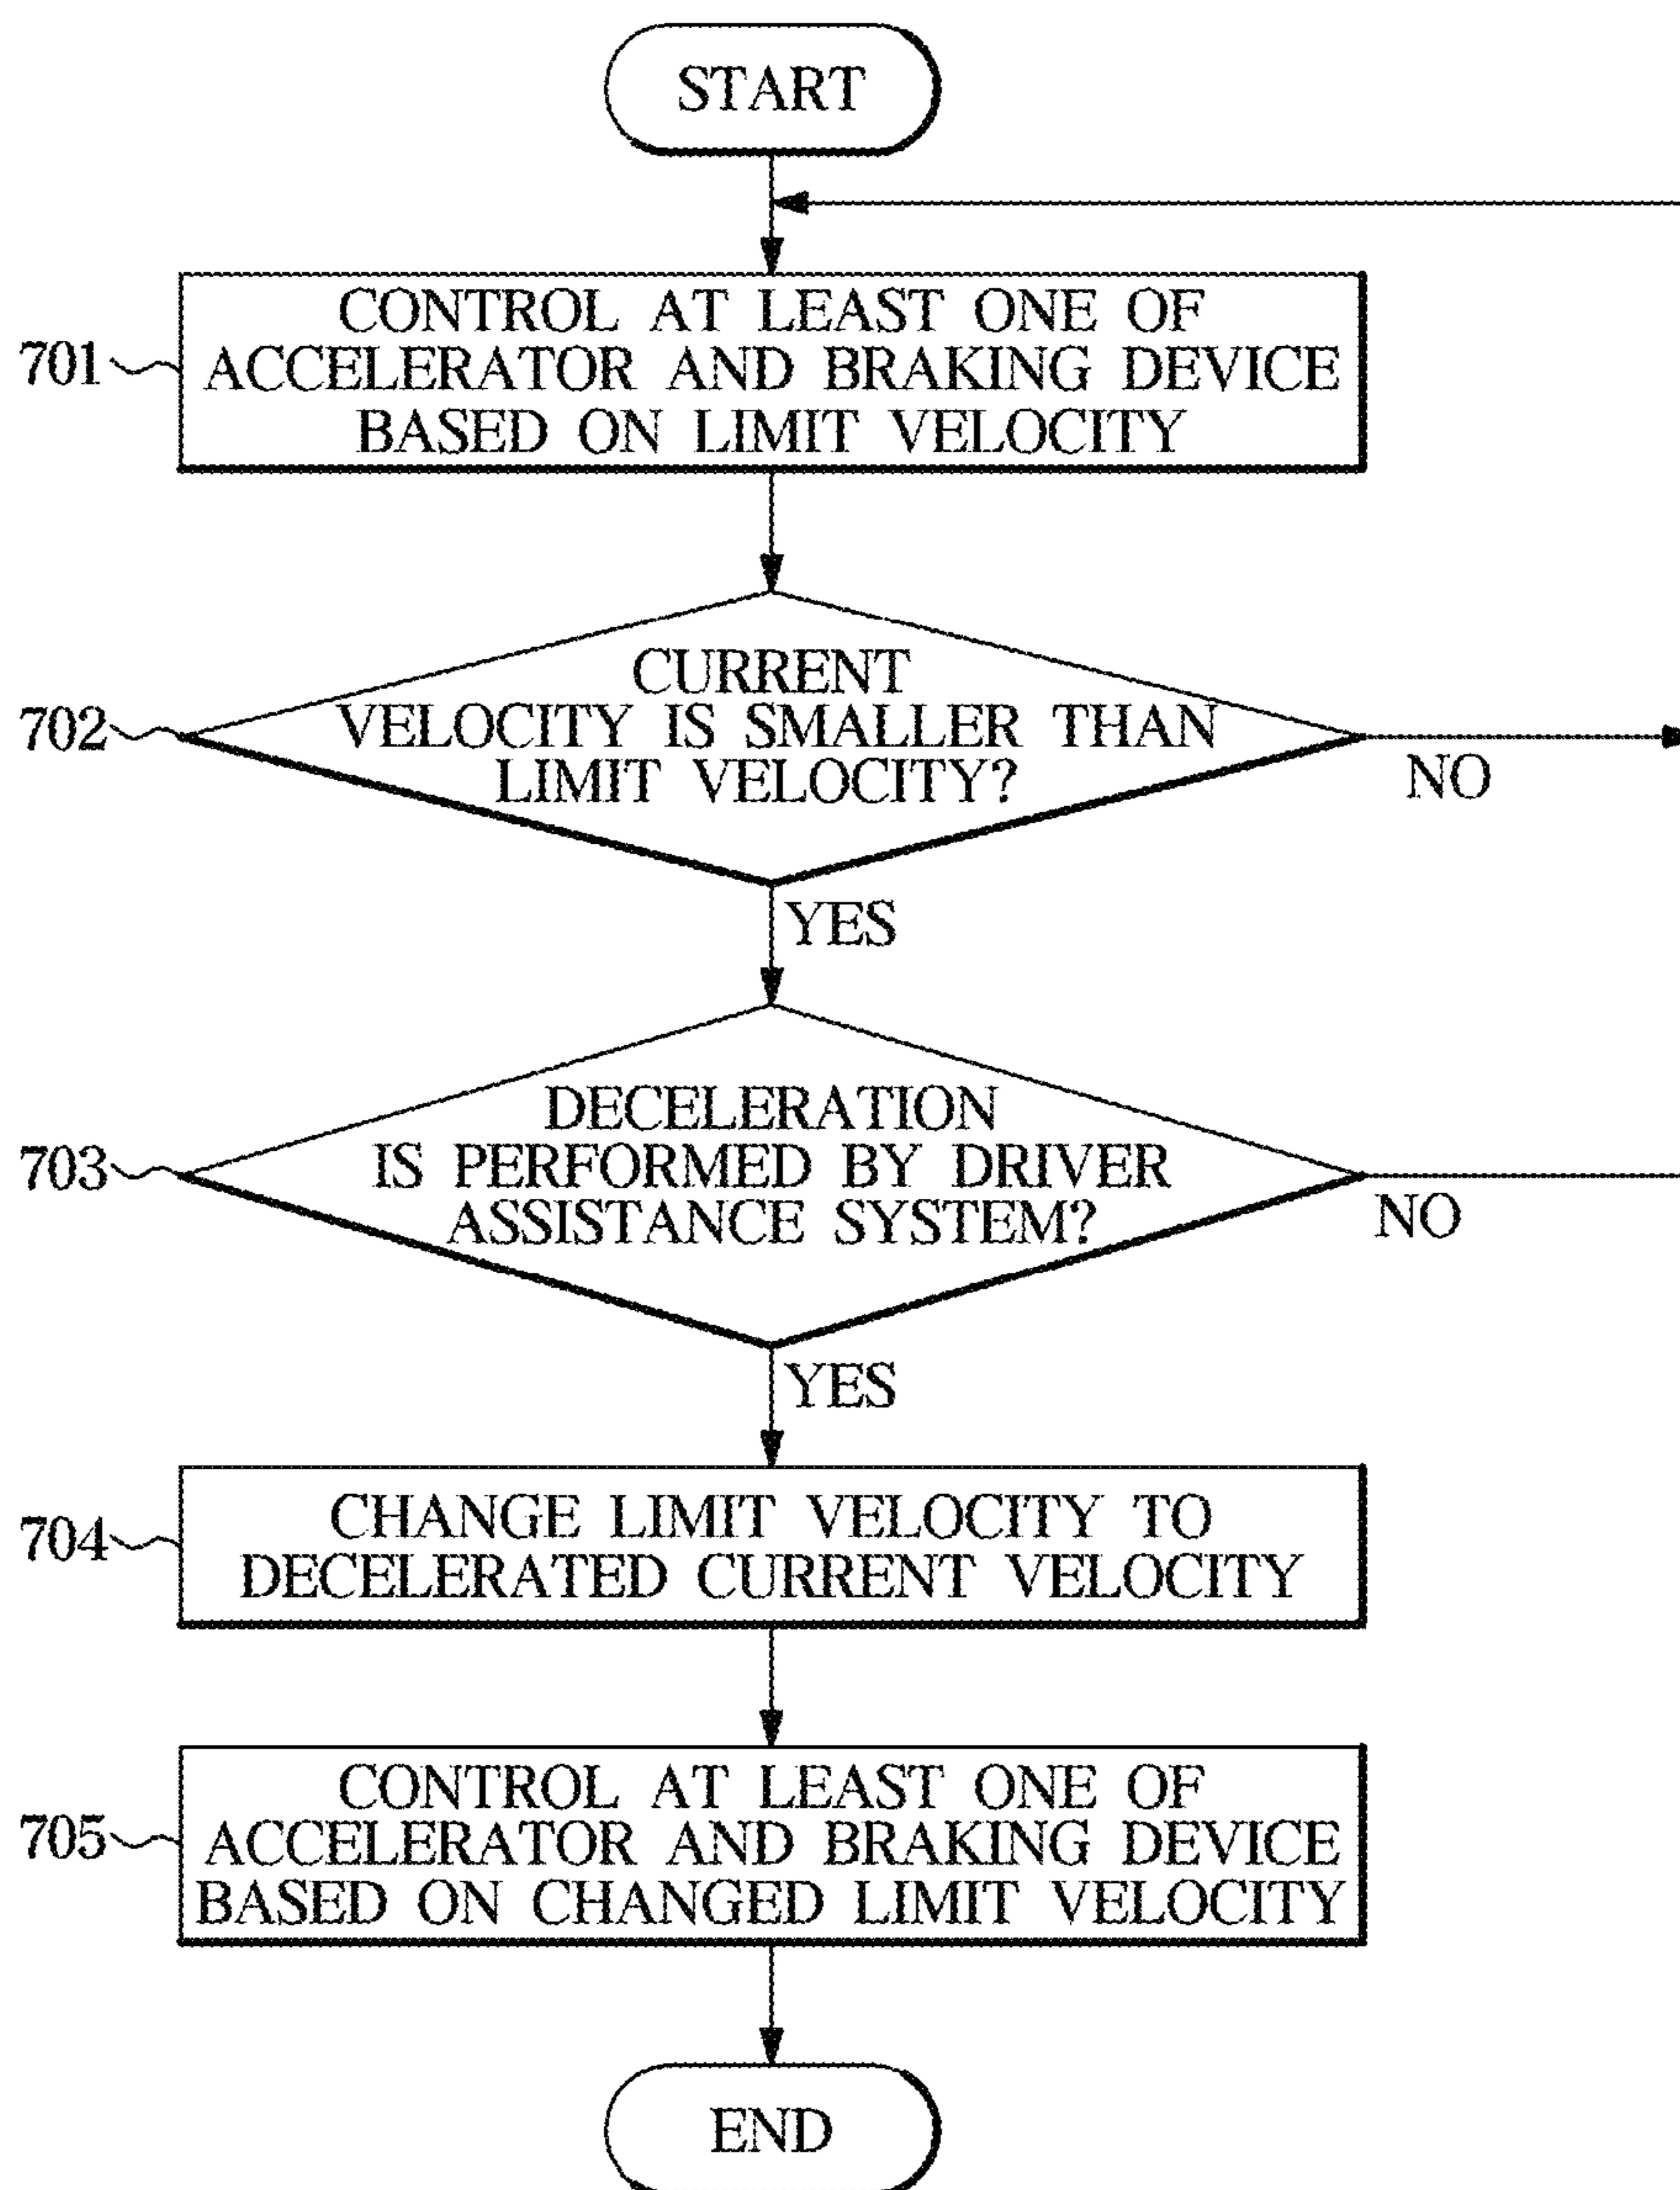 START
701
CONTROL AT LEAST ONE OF
ACCELERATOR AND BRAKING DEVICE
BASED ON LIMIT VELOCITY
702
CURRENT
VELOCITY IS SMALLER THAN
LIMIT VELOCITY?
NO
YES
703
DECELERATION
IS PERFORMED BY DRIVER
ASSISTANCE SYSTEM?
NO
YES
704
CHANGE LIMIT VELOCITY TO
DECELERATED CURRENT VELOCITY
705
CONTROL AT LEAST ONE OF
ACCELERATOR AND BRAKING DEVICE
BASED ON CHANGED LIMIT VELOCITY
END